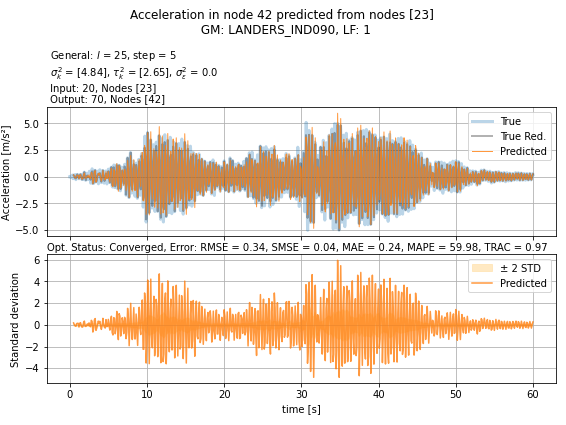 Acceleration in node 42 predicted from nodes [23]
GM: LANDERS_IND090, LF: 1
General: l = 25, step = 5
σ²ₖ = [4.84], τ²ₖ = [2.65], σ²ε = 0.0
Input: 20, Nodes [23]
Output: 70, Nodes [42]
Acceleration [m/s²]
5.0
2.5
0.0
−2.5
−5.0
True
True Red.
Predicted
Opt. Status: Converged, Error: RMSE = 0.34, SMSE = 0.04, MAE = 0.24, MAPE = 59.98, TRAC = 0.97
Standard deviation
6
4
2
0
−2
−4
± 2 STD
Predicted
0 10 20 30 40 50 60
time [s]